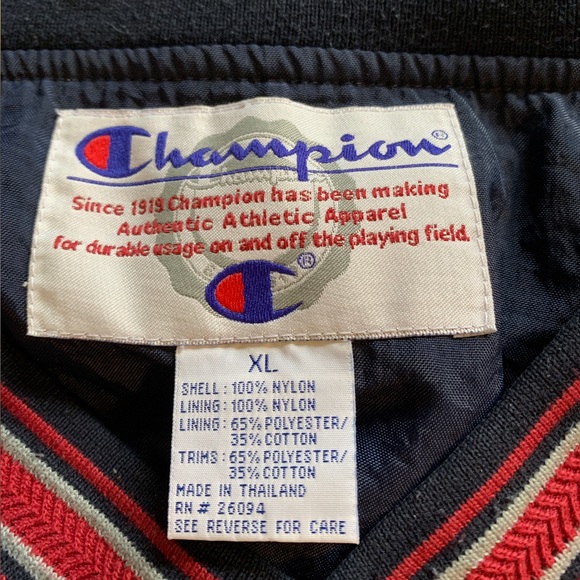 Champion®
Since 1919 Champion has been making
Authentic Athletic Apparel
for durable usage on and off the playing field.
®
XL
SHELL: 100% NYLON
LINING: 100% NYLON
LINING: 65% POLYESTER/
35% COTTON
TRIMS: 65% POLYESTER/
35% COTTON
MADE IN THAILAND
RN # 26094
SEE REVERSE FOR CARE